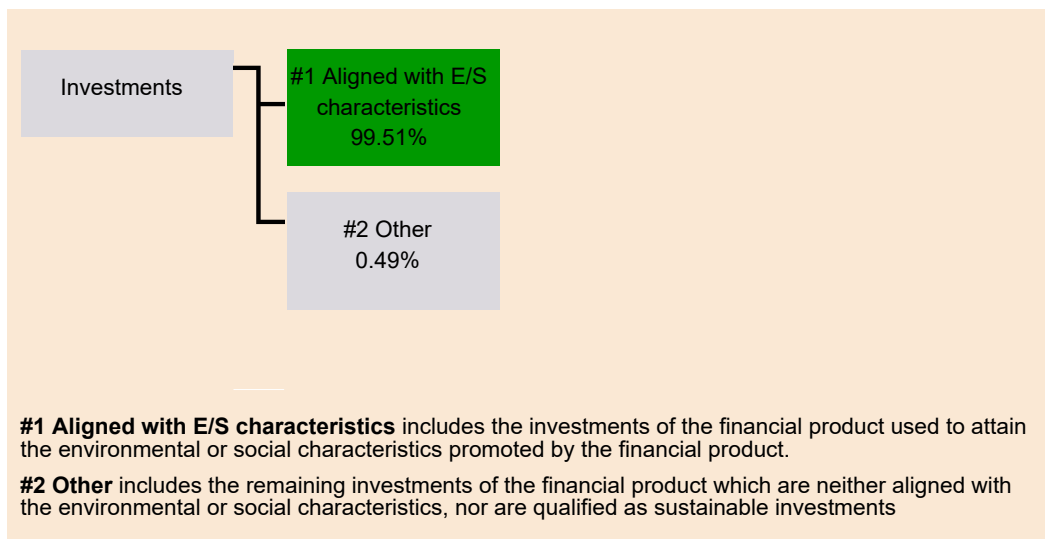 Investments
#1 Aligned with E/S
characteristics
99.51%
#2 Other
0.49%
#1 Aligned with E/S characteristics includes the investments of the financial product used to attain
the environmental or social characteristics promoted by the financial product.
#2 Other includes the remaining investments of the financial product which are neither aligned with
the environmental or social characteristics, nor are qualified as sustainable investments